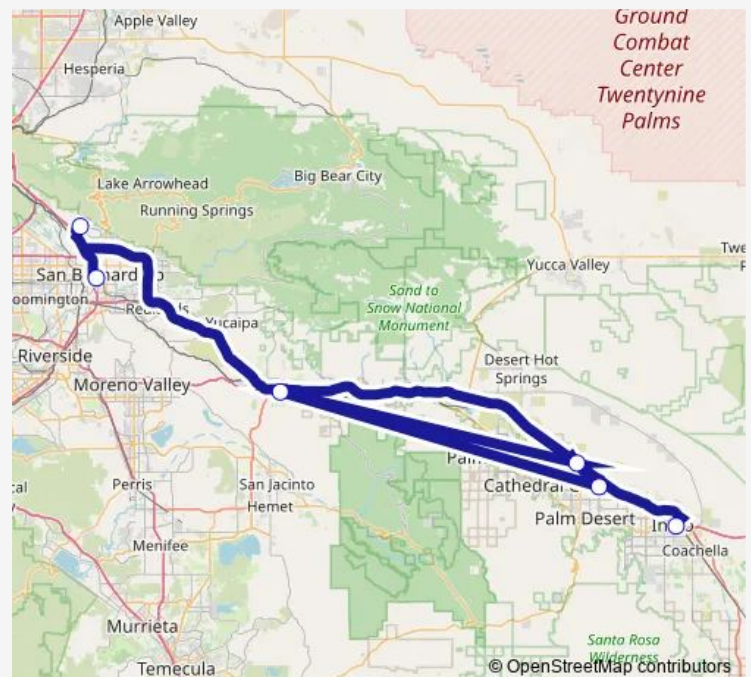 Ground
Combat
Center
Twentynine
Palms
Apple Valley
Hesperia
Lake Arrowhead
Big Bear City
Running Springs
Yucca Valley
San B
Sand to
Snow National
Monument
Yucaipa
Riverside
Moreno Valley
Desert Hot
Springs
Perris
San Jacinto
Hemet
Cathedral
Palm Desert
Coachella
Menifee
Murrieta
Temecula
Santa Rosa
Wilderness
© OpenStreetMap contributors